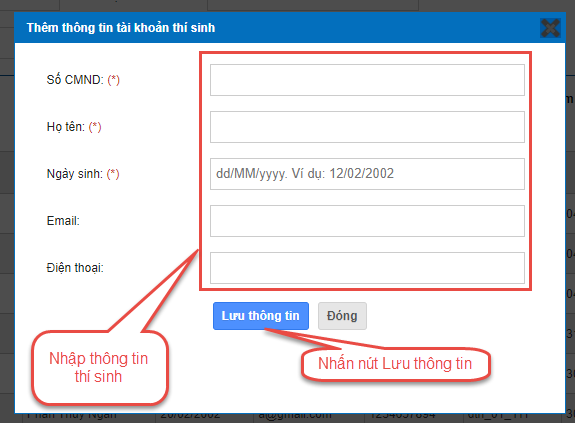 Thêm thông tin tài khoản thí sinh
Số CMND: (*)
Họ tên: (*)
Ngày sinh: (*)
dd/MM/yyyy. Ví dụ: 12/02/2002
Email:
Điện thoại:
Lưu thông tin
Đóng
Nhập thông tin
thí sinh
Nhấn nút Lưu thông tin